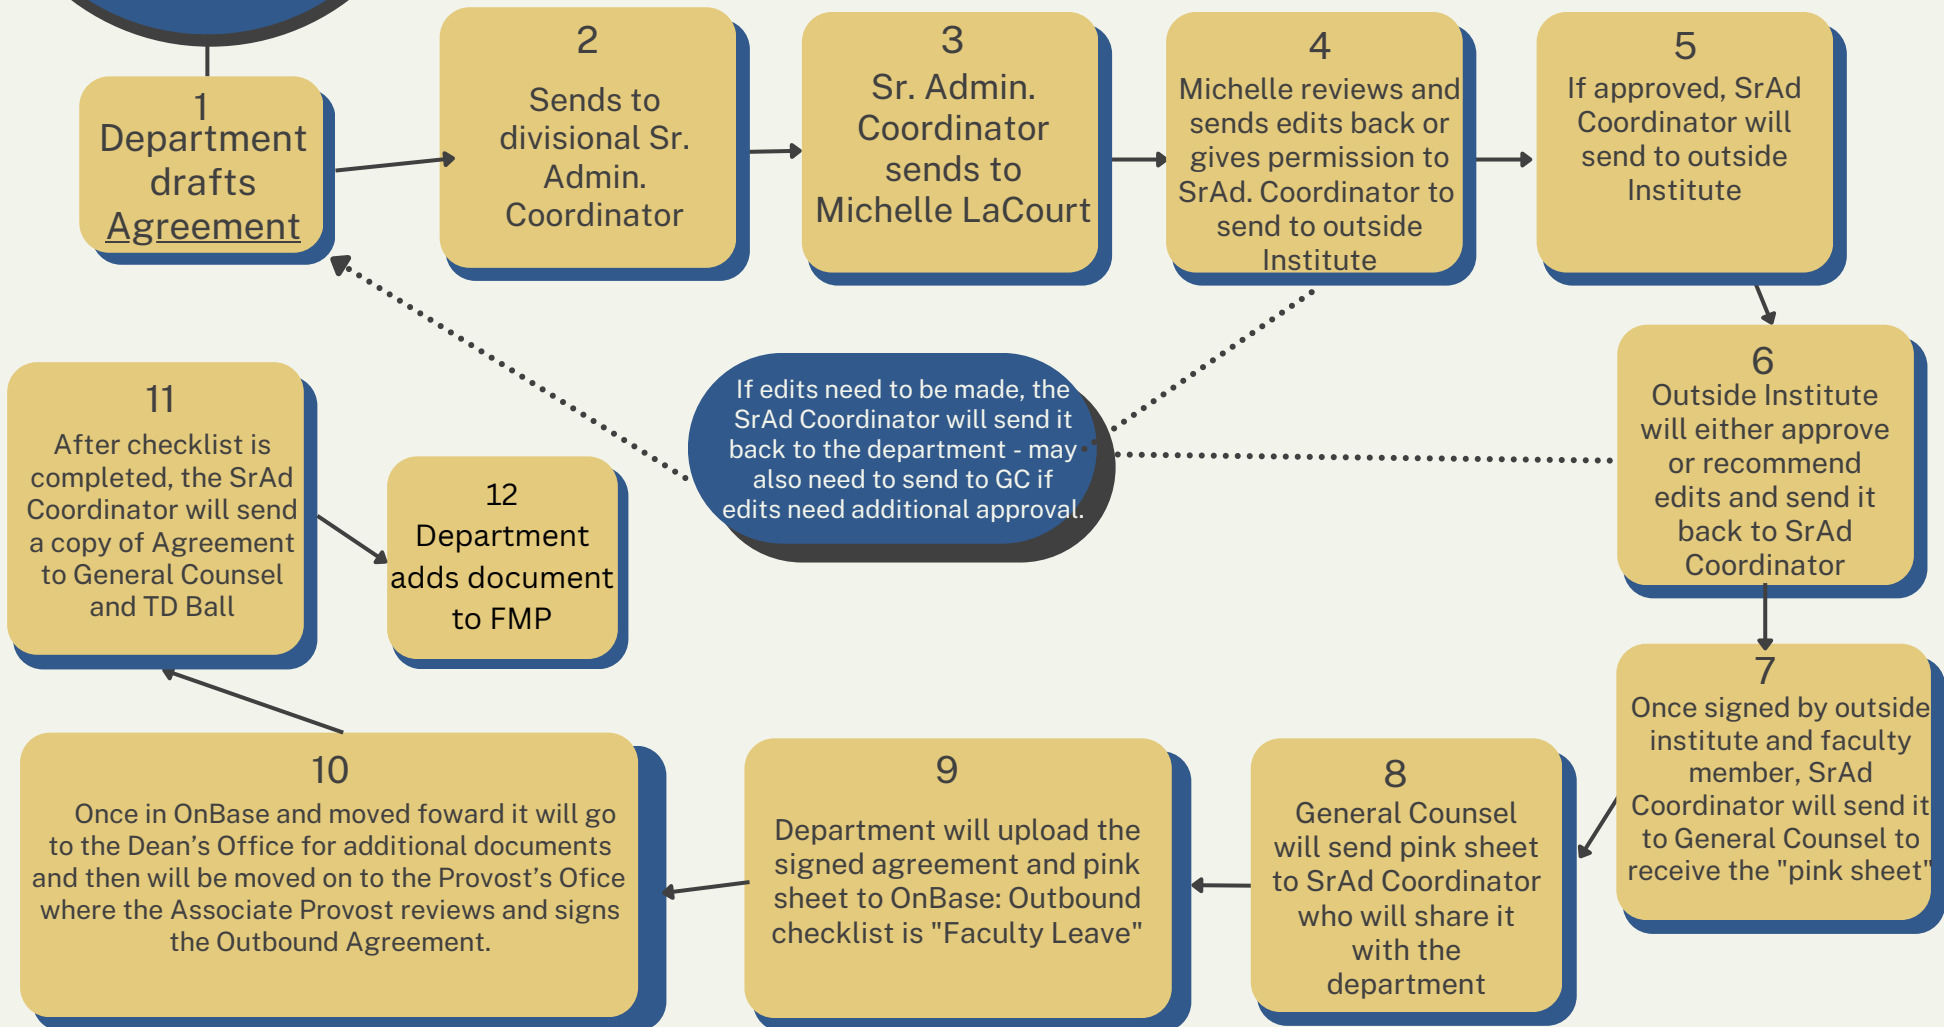 1
Department
drafts
Agreement
2
Sends to
divisional Sr.
Admin.
Coordinator
3
Sr. Admin.
Coordinator
sends to
Michelle LaCourt
4
Michelle reviews and
sends edits back or
gives permission to
SrAd. Coordinator to
send to outside
Institute
5
If approved, SrAd
Coordinator will
send to outside
Institute
If edits need to be made, the
SrAd Coordinator will send it
back to the department - may
also need to send to GC if
edits need additional approval.
6
Outside Institute
will either approve
or recommend
edits and send it
back to SrAd
Coordinator
7
Once signed by outside
institute and faculty
member, SrAd
Coordinator will send it
to General Counsel to
receive the "pink sheet"
8
General Counsel
will send pink sheet
to SrAd Coordinator
who will share it
with the
department
9
Department will upload the
signed agreement and pink
sheet to OnBase: Outbound
checklist is "Faculty Leave"
10
Once in OnBase and moved foward it will go
to the Dean's Office for additional documents
and then will be moved on to the Provost's Ofice
where the Associate Provost reviews and signs
the Outbound Agreement.
11
After checklist is
completed, the SrAd
Coordinator will send
a copy of Agreement
to General Counsel
and TD Ball
12
Department
adds document
to FMP